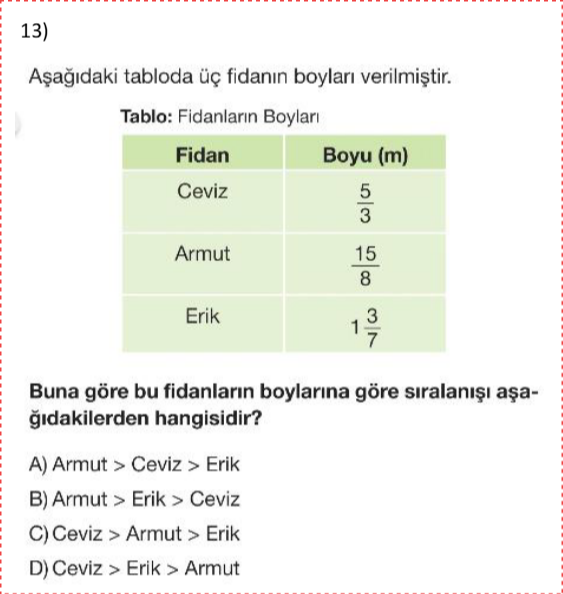 13)
Aşağıdaki tabloda üç fidanın boyları verilmiştir.
Tablo: Fidanların Boyları
Fidan Boyu (m)
Ceviz 5/3
Armut 15/8
Erik 1 3/7
Buna göre bu fidanların boylarına göre sıralanışı aşa-
ğıdakilerden hangisidir?
A) Armut > Ceviz > Erik
B) Armut > Erik > Ceviz
C) Ceviz > Armut > Erik
D) Ceviz > Erik > Armut